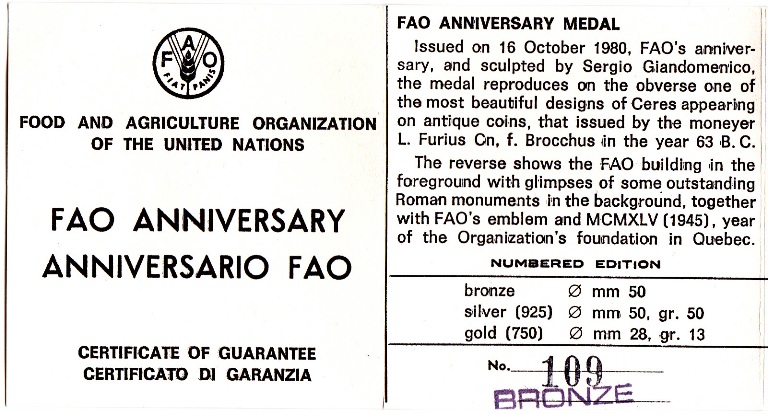 F A O
FIAT PANIS
FOOD AND AGRICULTURE ORGANIZATION
OF THE UNITED NATIONS
FAO ANNIVERSARY
ANNIVERSARIO FAO
CERTIFICATE OF GUARANTEE
CERTIFICATO DI GARANZIA
FAO ANNIVERSARY MEDAL
Issued on 16 October 1980, FAO's anniver-
sary, and sculpted by Sergio Giandomenico,
the medal reproduces on the obverse one of
the most beautiful designs of Ceres appearing
on antique coins, that issued by the moneyer
L. Furius Cn, f. Brocchus in the year 63 B.C.
The reverse shows the FAO building in the
foreground with glimpses of some outstanding
Roman monuments in the background, together
with FAO's emblem and MCMXLV (1945), year
of the Organization's foundation in Quebec.
NUMBERED EDITION
bronze ∅ mm 50
silver (925) ∅ mm 50, gr. 50
gold (750) ∅ mm 28, gr. 13
No. 109
BRONZE